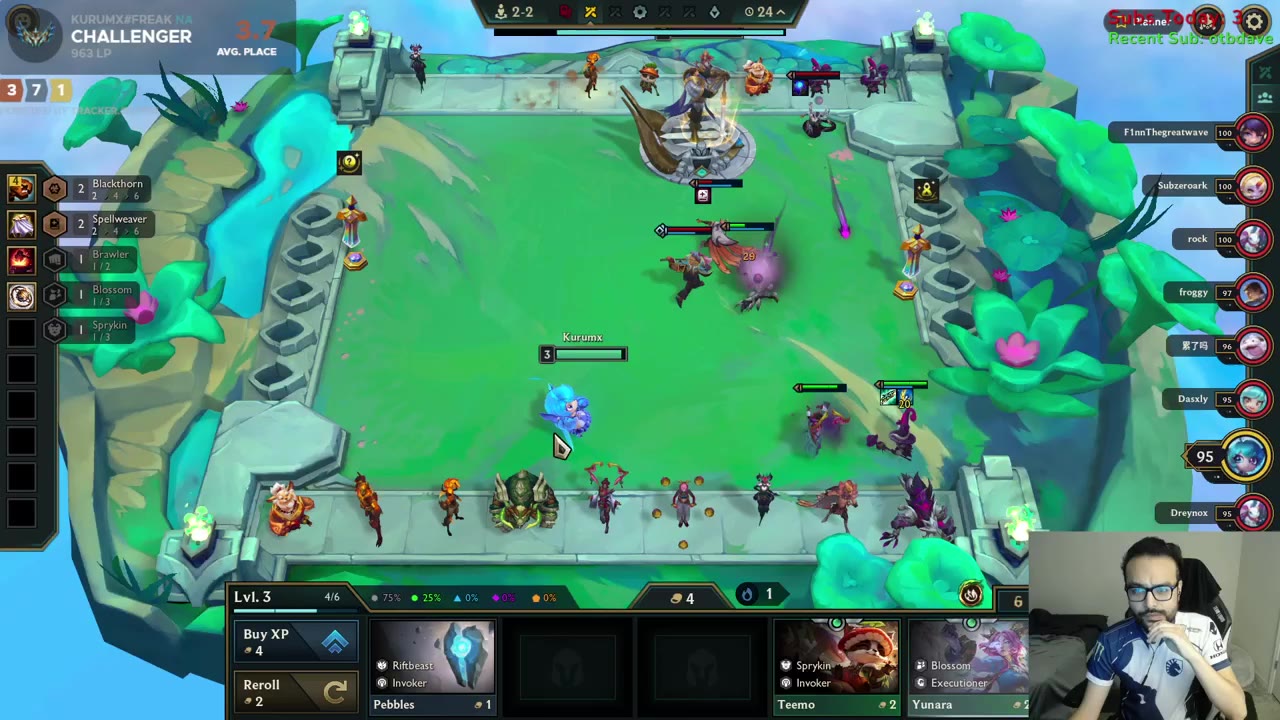 KURUMX#FREAK NA
CHALLENGER
963 LP
3.7
AVG. PLACE
3 7 1
2-2
24
Subs Today: 3
Recent Sub: otbdave
F1nnThegreatwave 100
Subzeroark 100
rock 100
froggy 97
累了吗 96
Dasxly 95
95
Dreynox 95
2 Blackthorn
2 > 4 > 6
2 Spellweaver
2 > 4 > 6
1 Brawler
1 / 2
1 Blossom
1 / 3
1 Sprykin
1 / 3
29
Kurumx
3
20
Lvl. 3 4/6
75% 25% 0% 0% 0%
4
1
6
Buy XP
4
Reroll
2
Riftbeast
Invoker
Pebbles 1
Sprykin
Invoker
Teemo 2
Blossom
Executioner
Yunara 2